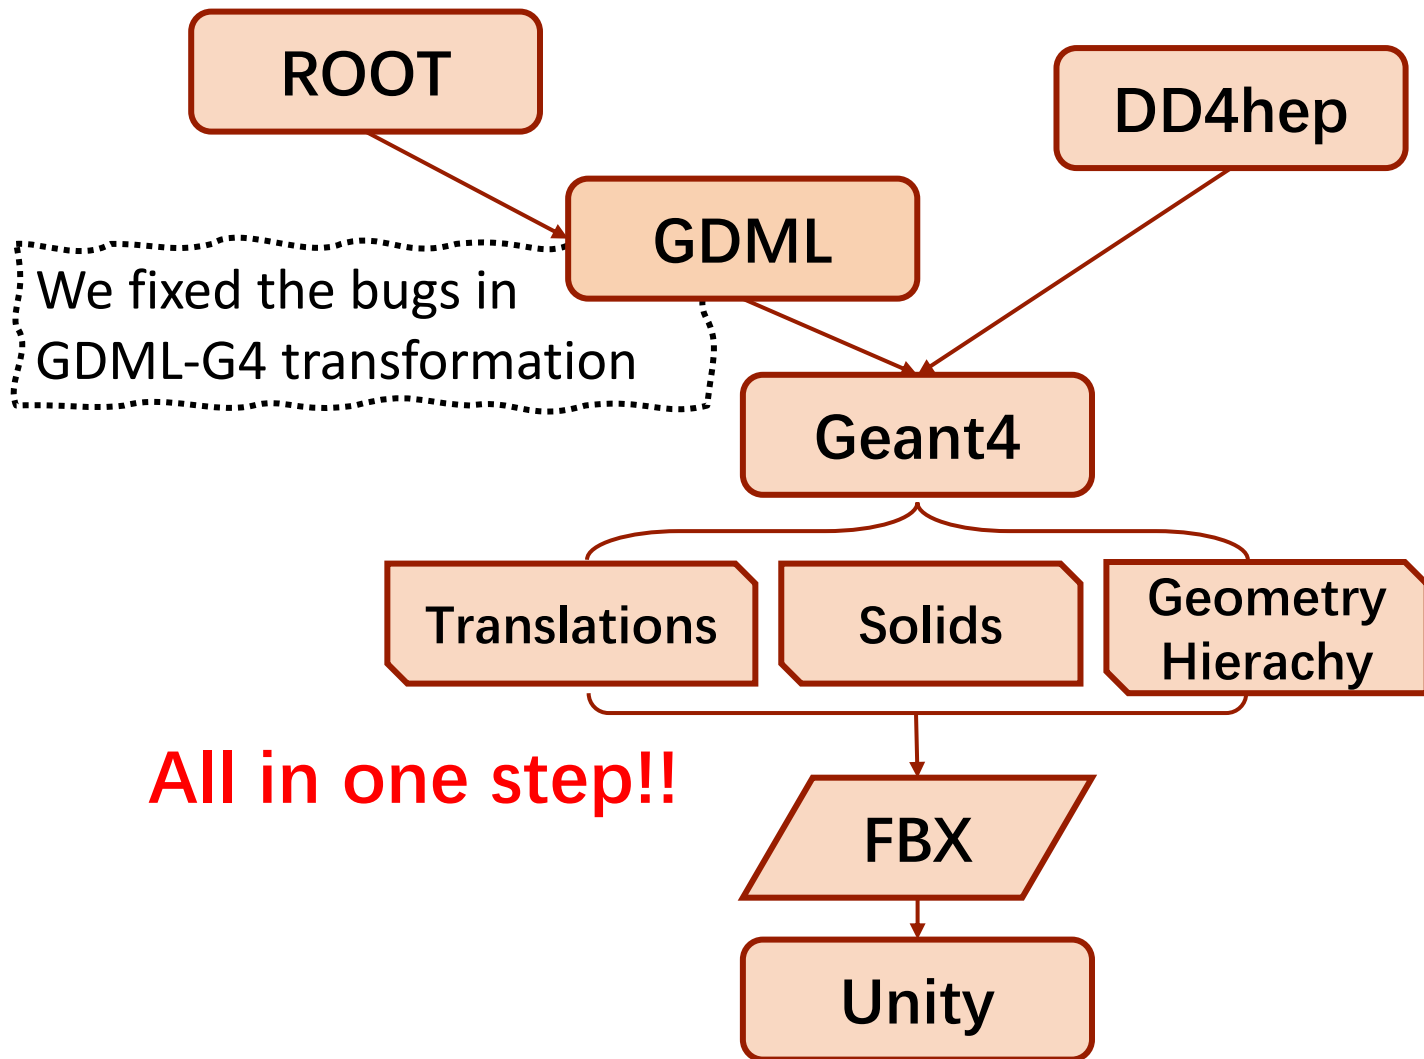 ROOT
DD4hep
GDML
We fixed the bugs in
GDML-G4 transformation
Geant4
Translations
Solids
Geometry
Hierachy
All in one step!!
FBX
Unity